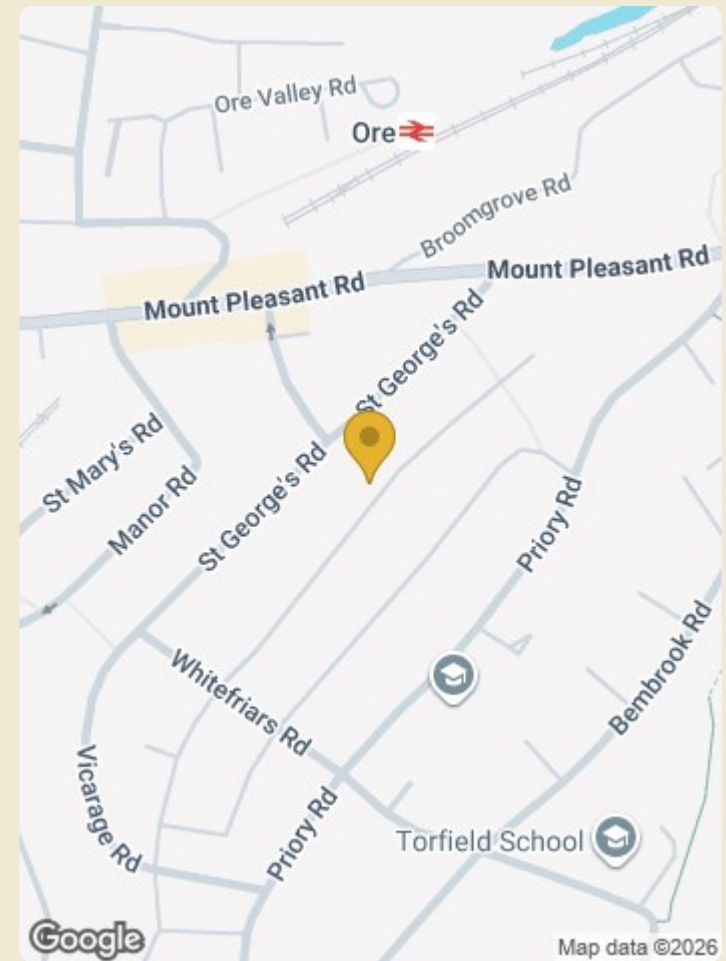 Ore Valley Rd
Ore
Broomgrove Rd
Mount Pleasant Rd
Mount Pleasant Rd
St George's Rd
St Mary's Rd
Manor Rd
St George's Rd
Priory Rd
Bembrook Rd
Whitefriars Rd
Vicarage Rd
Priory Rd
Torfield School
Google
Map data ©2026